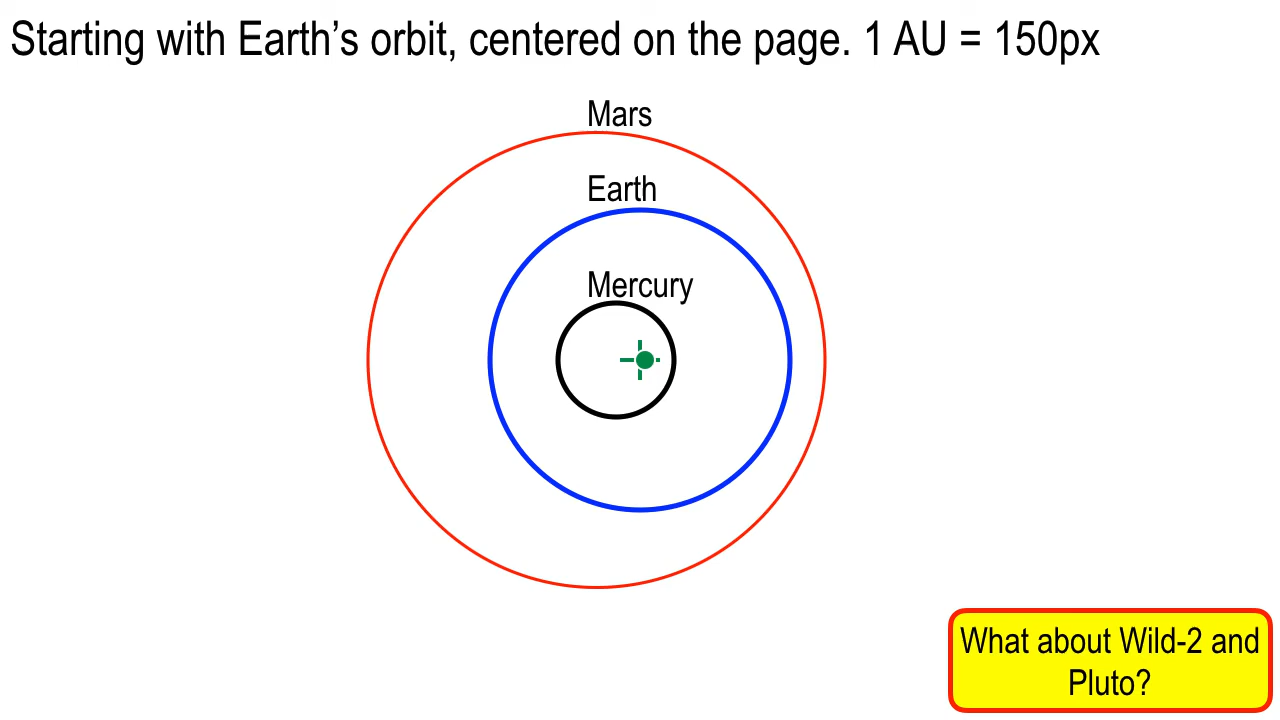 Starting with Earth’s orbit, centered on the page. 1 AU = 150px
Mars
Earth
Mercury
What about Wild-2 and
Pluto?